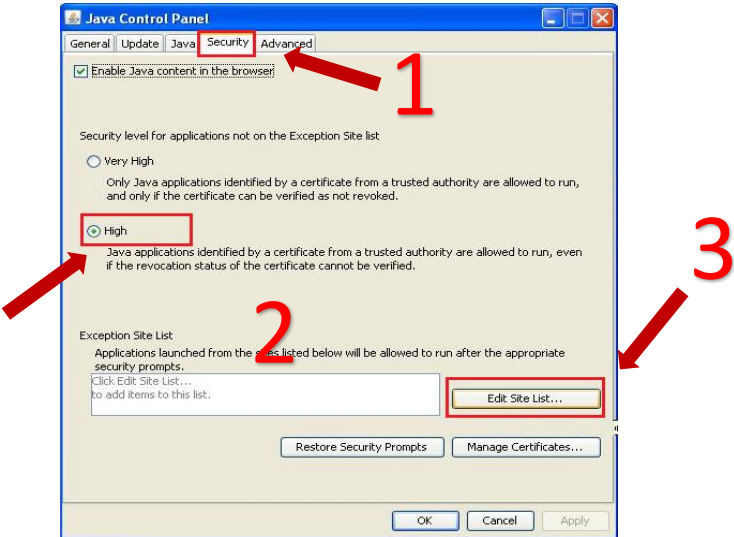 Java Control Panel
General Update Java Security Advanced
1
Enable Java content in the browser
Security level for applications not on the Exception Site list
Very High
Only Java applications identified by a certificate from a trusted authority are allowed to run,
and only if the certificate can be verified as not revoked.
3
High
Java applications identified by a certificate from a trusted authority are allowed to run, even
if the revocation status of the certificate cannot be verified.
2
Exception Site List
Applications launched from the sites listed below will be allowed to run after the appropriate
security prompts.
Click Edit Site List...
to add items to this list.
Edit Site List...
Restore Security Prompts
Manage Certificates...
OK
Cancel
Apply